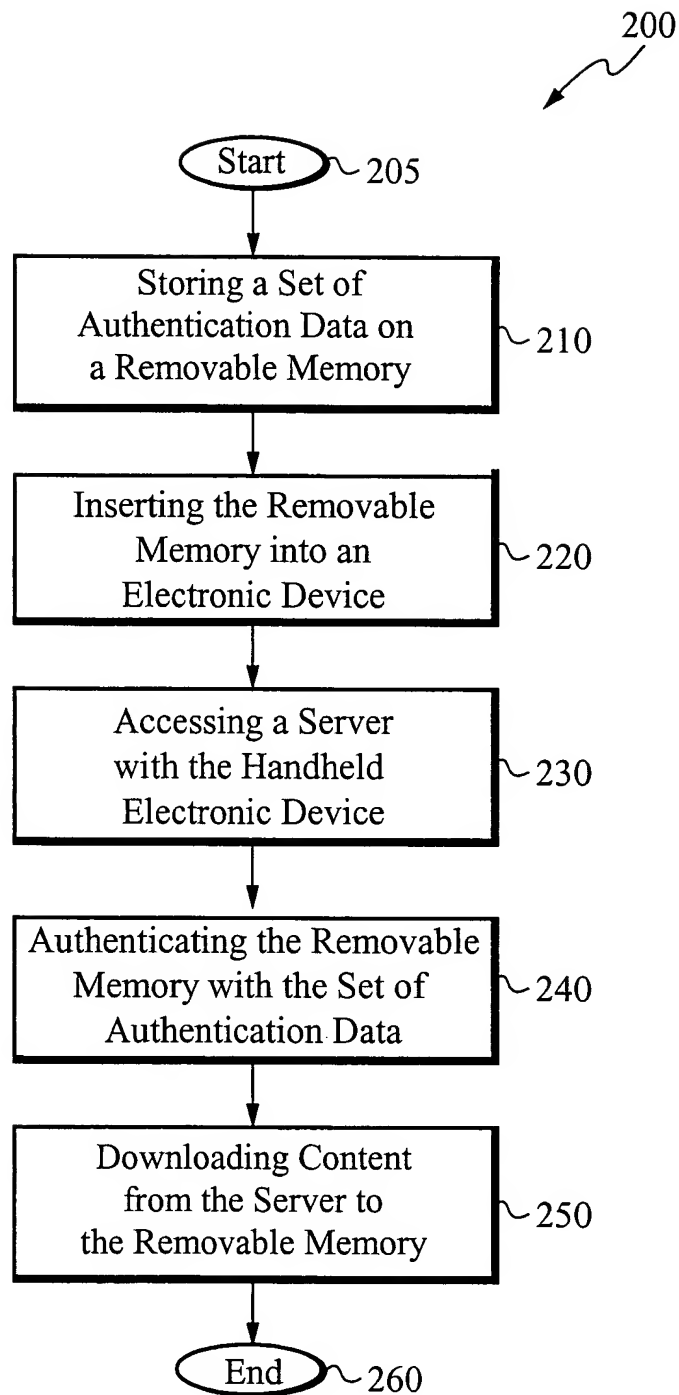 200
Start
205
Storing a Set of
Authentication Data on
a Removable Memory
210
Inserting the Removable
Memory into an
Electronic Device
220
Accessing a Server
with the Handheld
Electronic Device
230
Authenticating the Removable
Memory with the Set of
Authentication Data
240
Downloading Content
from the Server to
the Removable Memory
250
End
260